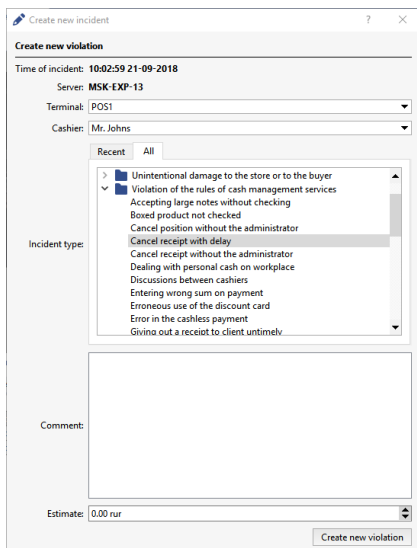 Create new incident
Create new violation
Time of incident: 10:02:59 21-09-2018
Server: MSK-EXP-13
Terminal: POS1
Cashier: Mr. Johns
Recent All
Unintentional damage to the store or to the buyer
Violation of the rules of cash management services
Accepting large notes without checking
Boxed product not checked
Cancel position without the administrator
Incident type: Cancel receipt with delay
Cancel receipt without the administrator
Dealing with personal cash on workplace
Discussions between cashiers
Entering wrong sum on payment
Erroneous use of the discount card
Error in the cashless payment
Giving out a receipt to client untimely
Comment:
Estimate: 0.00 rur
Create new violation